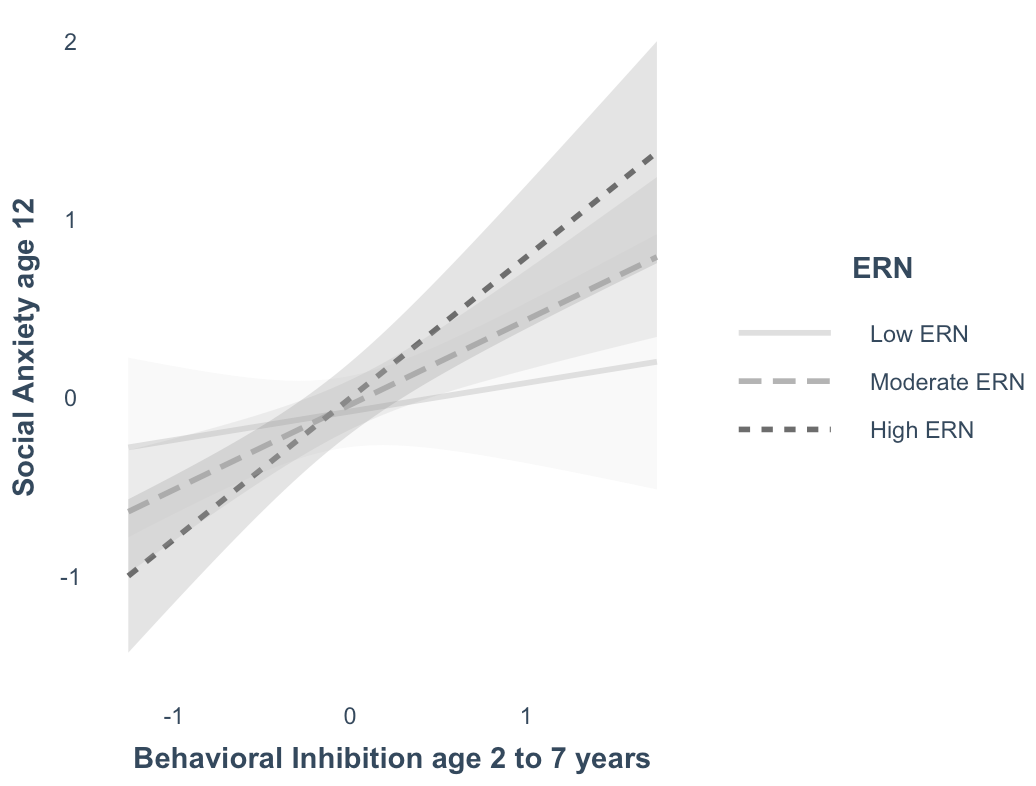 2
1
0
-1
Social Anxiety age 12
-1
0
1
Behavioral Inhibition age 2 to 7 years
ERN
Low ERN
Moderate ERN
High ERN